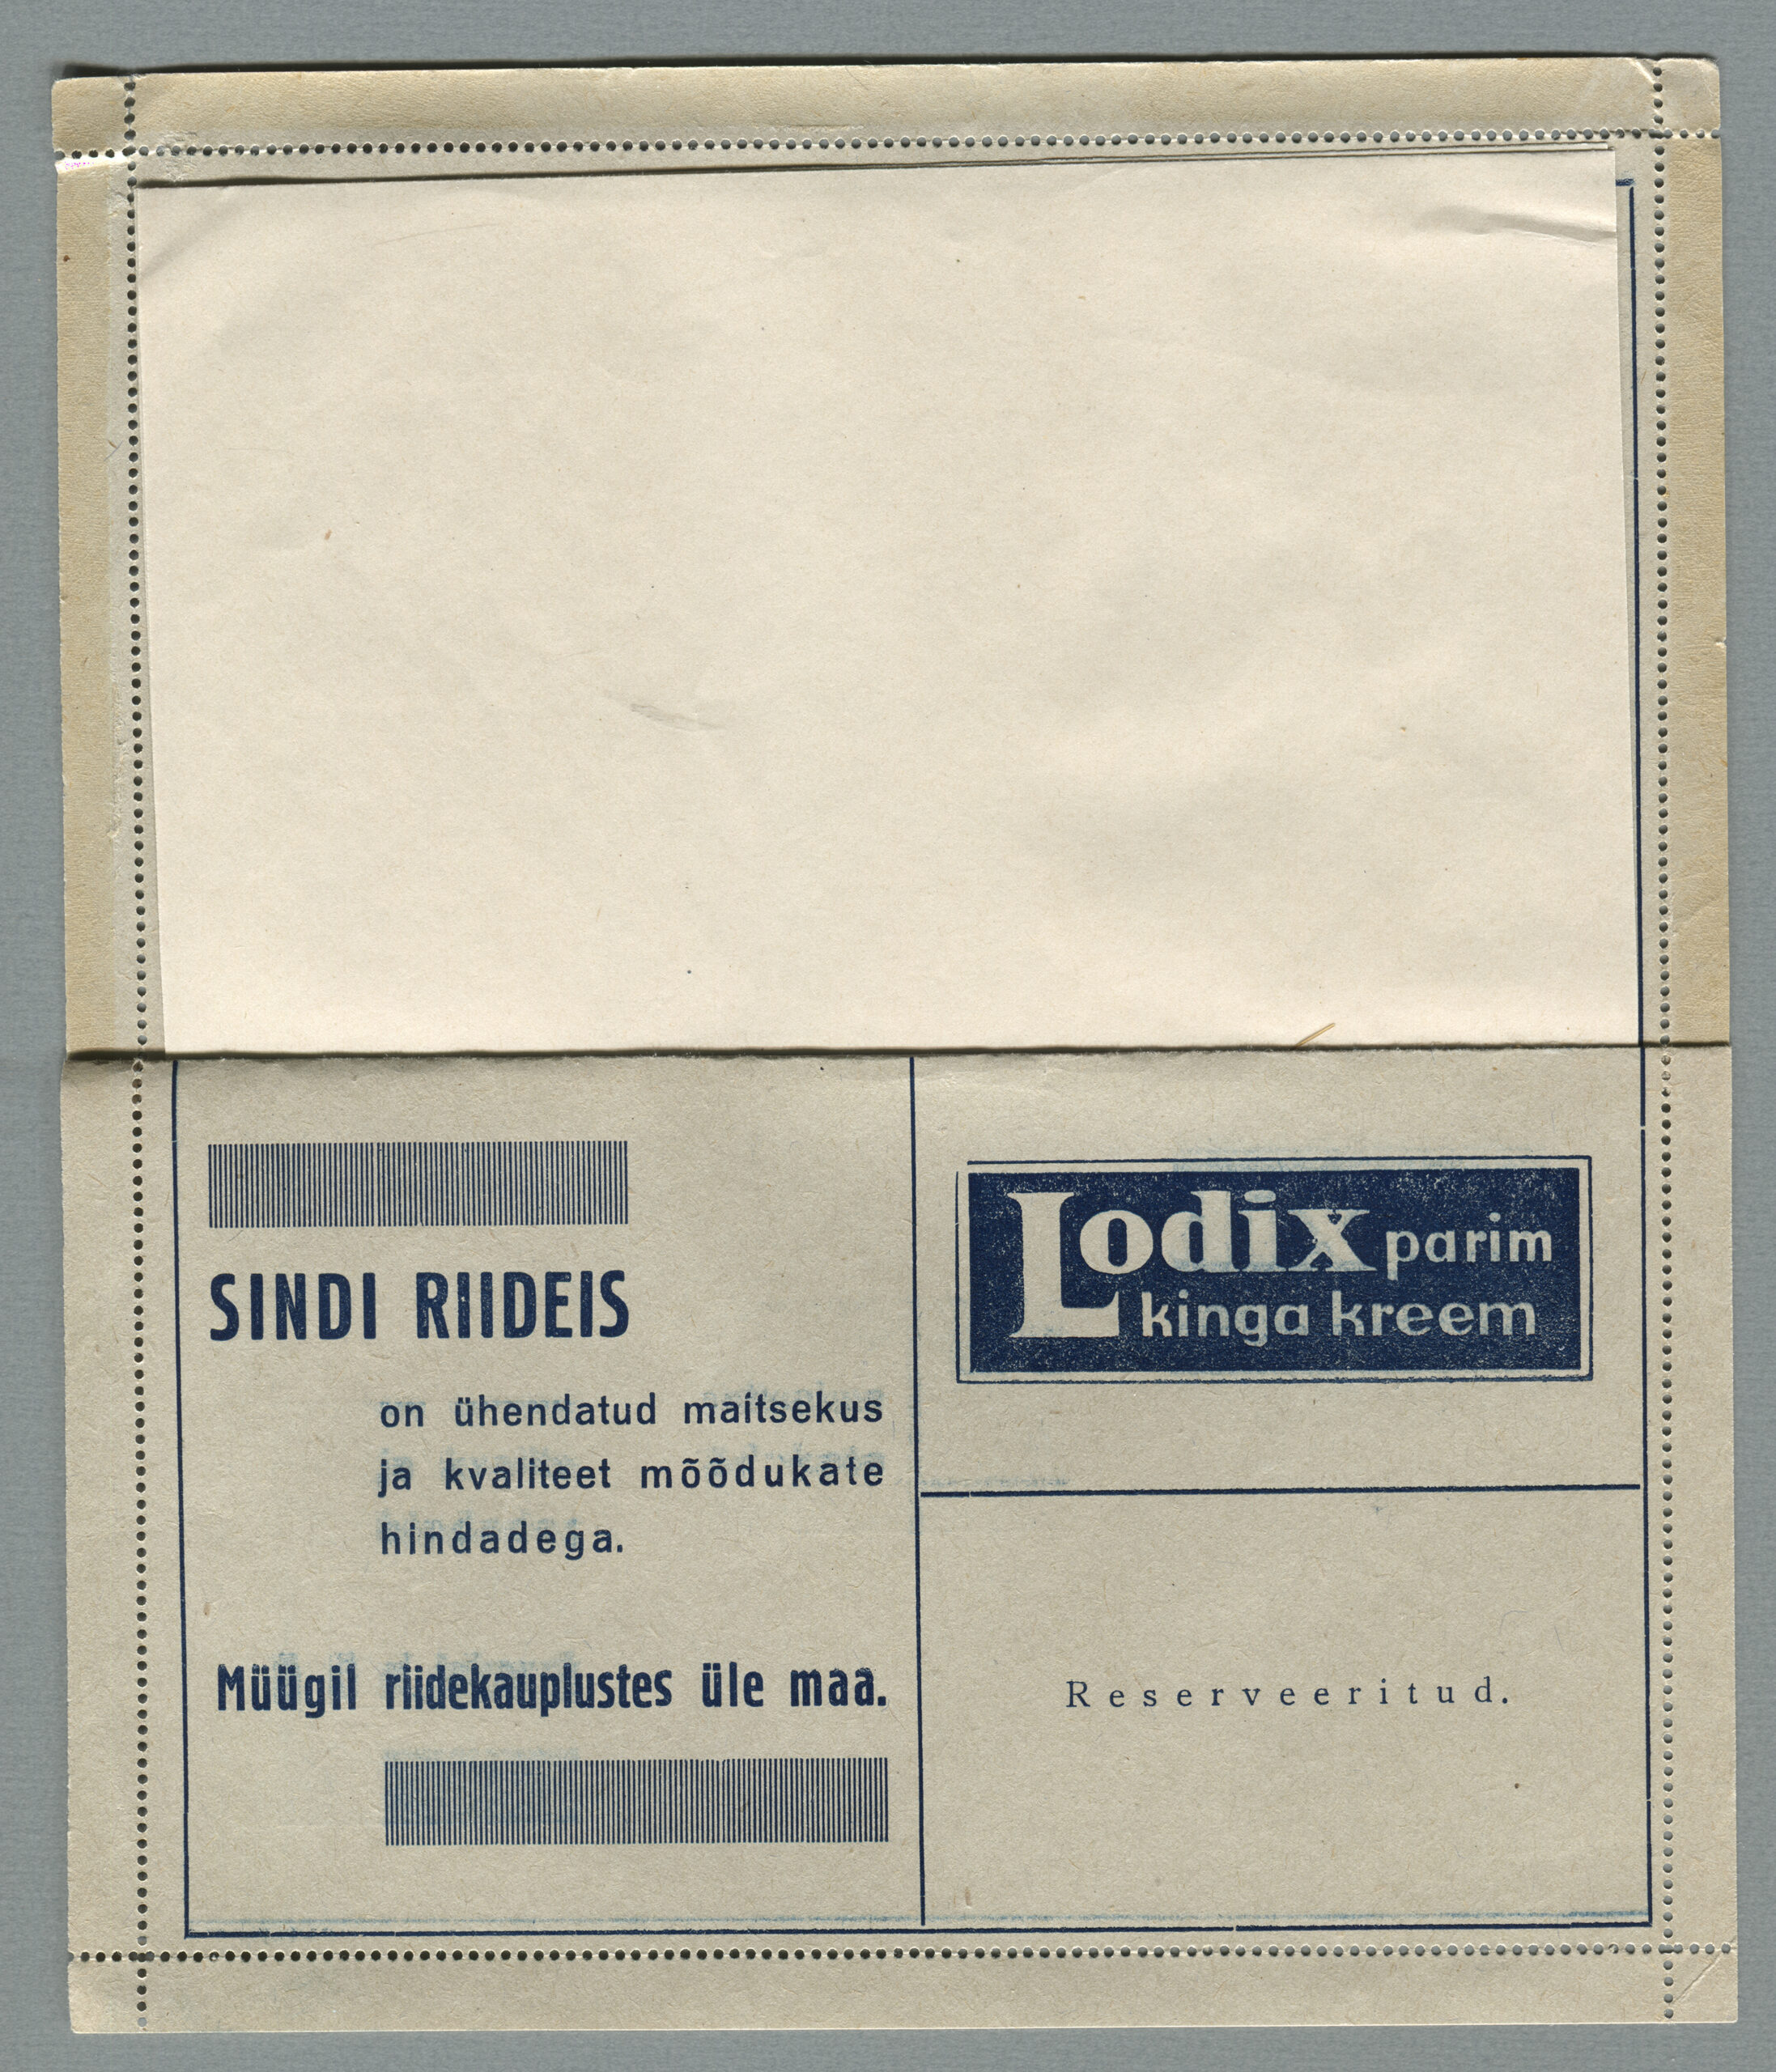 SINDI RIIDEIS
on ühendatud maitsekus
ja kvaliteet mõõdukate
hindadega.
Müügil riidekauplustes üle maa.
Lodix parim
kinga kreem
Reserveeritud.